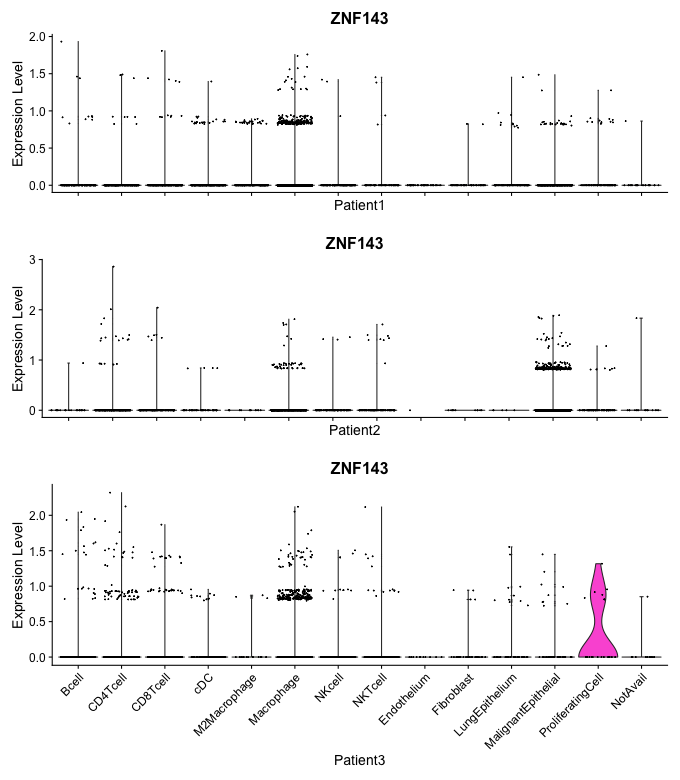 ZNF143
Expression Level
2.0
1.5
1.0
0.5
0.0
Patient1
ZNF143
Expression Level
3
2
1
0
Patient2
ZNF143
Expression Level
2.0
1.5
1.0
0.5
0.0
Bcell
CD4Tcell
CD8Tcell
cDC
M2Macrophage
Macrophage
NKcell
NKTcell
Endothelium
Fibroblast
LungEpithelium
MalignantEpithelial
ProliferatingCell
NotAvail
Patient3